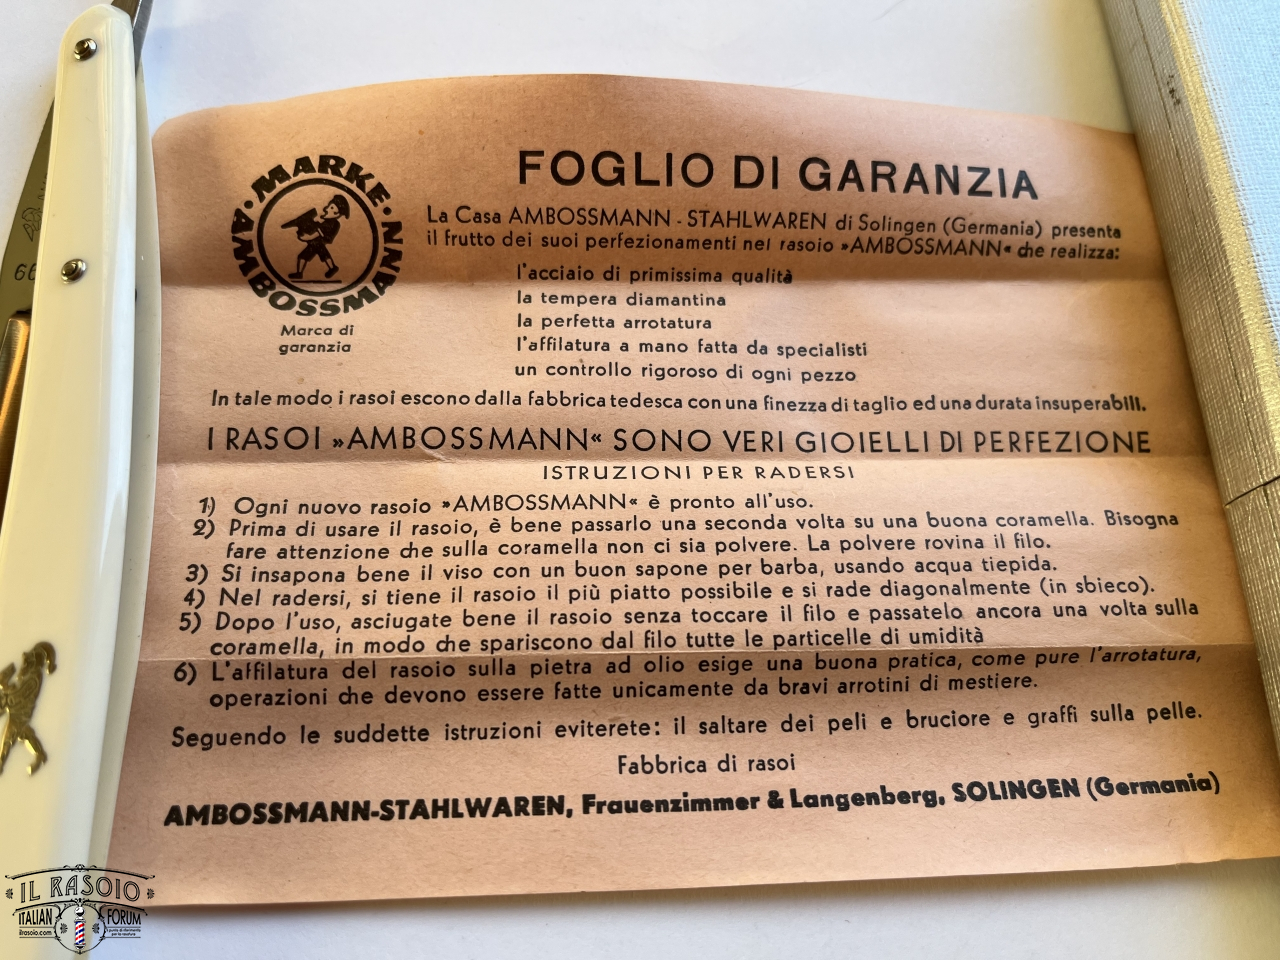 FOGLIO DI GARANZIA
MARKE
AMBOSSMANN
Marca di
garanzia
La Casa AMBOSSMANN - STAHLWAREN di Solingen (Germania) presenta
il frutto dei suoi perfezionamenti nel rasoio »AMBOSSMANN« che realizza:
l'acciaio di primissima qualità
la tempera diamantina
la perfetta arrotatura
l'affilatura a mano fatta da specialisti
un controllo rigoroso di ogni pezzo
In tale modo i rasoi escono dalla fabbrica tedesca con una finezza di taglio ed una durata insuperabili.
I RASOI »AMBOSSMANN« SONO VERI GIOIELLI DI PERFEZIONE
ISTRUZIONI PER RADERSI
1) Ogni nuovo rasoio »AMBOSSMANN« è pronto all'uso.
2) Prima di usare il rasoio, è bene passarlo una seconda volta su una buona coramella. Bisogna
fare attenzione che sulla coramella non ci sia polvere. La polvere rovina il filo.
3) Si insapona bene il viso con un buon sapone per barba, usando acqua tiepida.
4) Nel radersi, si tiene il rasoio il più piatto possibile e si rade diagonalmente (in sbieco).
5) Dopo l'uso, asciugate bene il rasoio senza toccare il filo e passatelo ancora una volta sulla
coramella, in modo che spariscono dal filo tutte le particelle di umidità
6) L'affilatura del rasoio sulla pietra ad olio esige una buona pratica, come pure l'arrotatura,
operazioni che devono essere fatte unicamente da bravi arrotini di mestiere.
Seguendo le suddette istruzioni eviterete: il saltare dei peli e bruciore e graffi sulla pelle.
Fabbrica di rasoi
AMBOSSMANN-STAHLWAREN, Frauenzimmer & Langenberg, SOLINGEN (Germania)
66
IL RASOIO
ITALIAN FORUM
ilrasoio.com